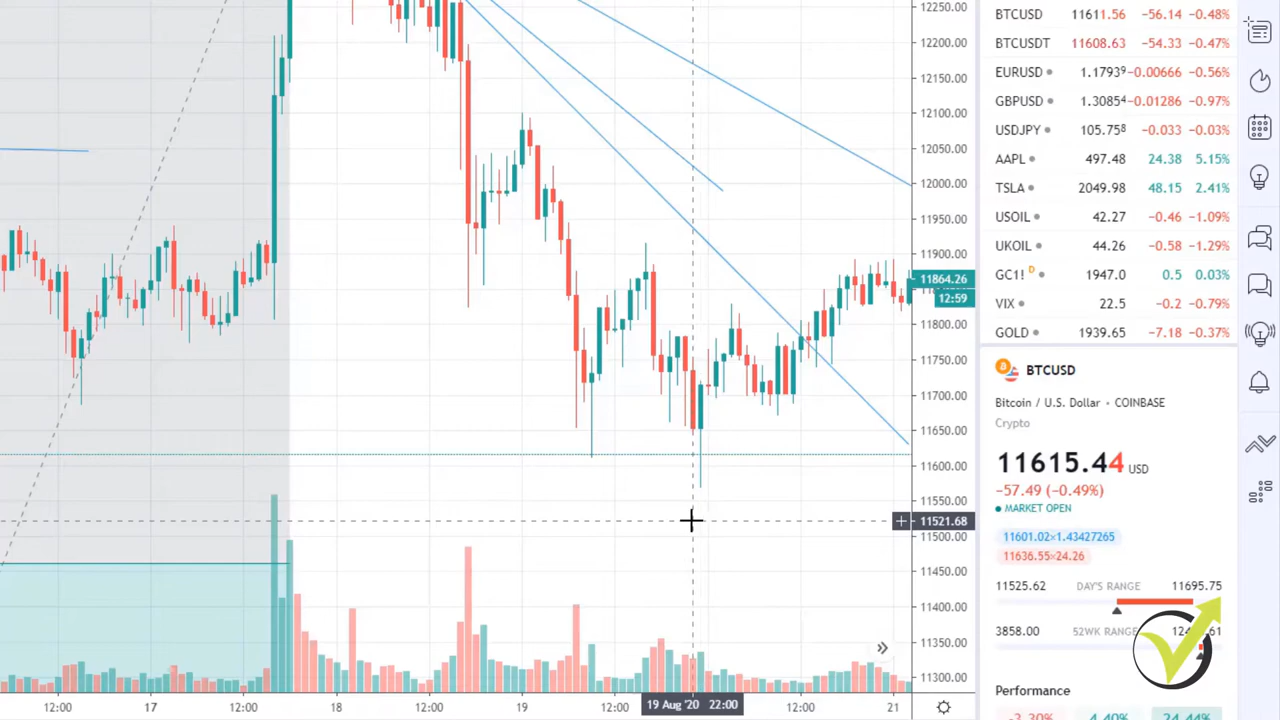 12250.00
12200.00
12150.00
12100.00
12050.00
12000.00
11950.00
11900.00
11864.26
12:59
11800.00
11750.00
11700.00
11650.00
11600.00
11550.00
11521.68
11500.00
11450.00
11400.00
11350.00
11300.00
12:00 17 12:00 18 12:00 19 12:00 19 Aug '20 22:00 12:00 21
BTCUSD 11611.56 −56.14 −0.48%
BTCUSDT 11608.63 −54.33 −0.47%
EURUSD 1.17939 −0.00666 −0.56%
GBPUSD 1.30854 −0.01286 −0.97%
USDJPY 105.758 −0.033 −0.03%
AAPL 497.48 24.38 5.15%
TSLA 2049.98 48.15 2.41%
USOIL 42.27 −0.46 −1.09%
UKOIL 44.26 −0.58 −1.29%
GC1! D 1947.0 0.5 0.03%
VIX 22.5 −0.2 −0.79%
GOLD 1939.65 −7.18 −0.37%
BTCUSD
Bitcoin / U.S. Dollar • COINBASE
Crypto
11615.44 USD
−57.49 (−0.49%)
MARKET OPEN
11601.02×1.43427265
11636.55×24.26
11525.62 DAY'S RANGE 11695.75
3858.00 52WK RANGE
Performance
−3.30% 4.40% 24.44%